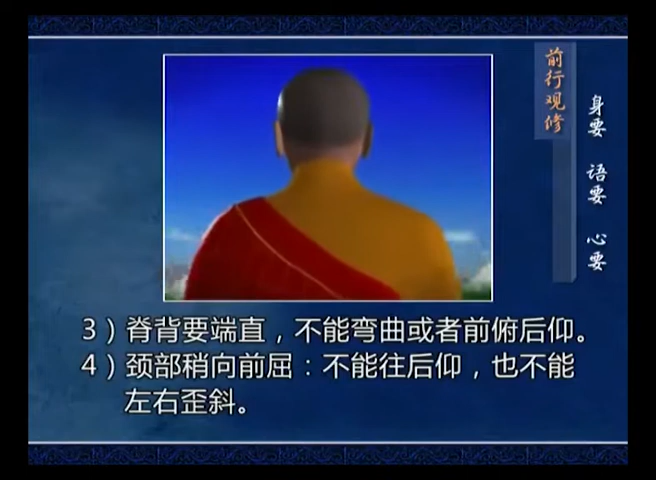 前行观修
身要 语要 心要
3）脊背要端直，不能弯曲或者前俯后仰。
4）颈部稍向前屈：不能往后仰，也不能
左右歪斜。